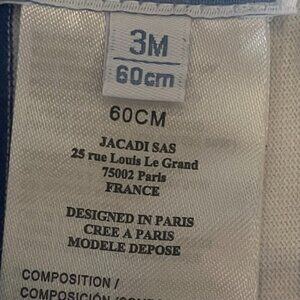 3M
60cm
60CM
JACADI SAS
25 rue Louis Le Grand
75002 Paris
FRANCE
DESIGNED IN PARIS
CREE A PARIS
MODELE DEPOSE
COMPOSITION /
COMPOSICIÓN